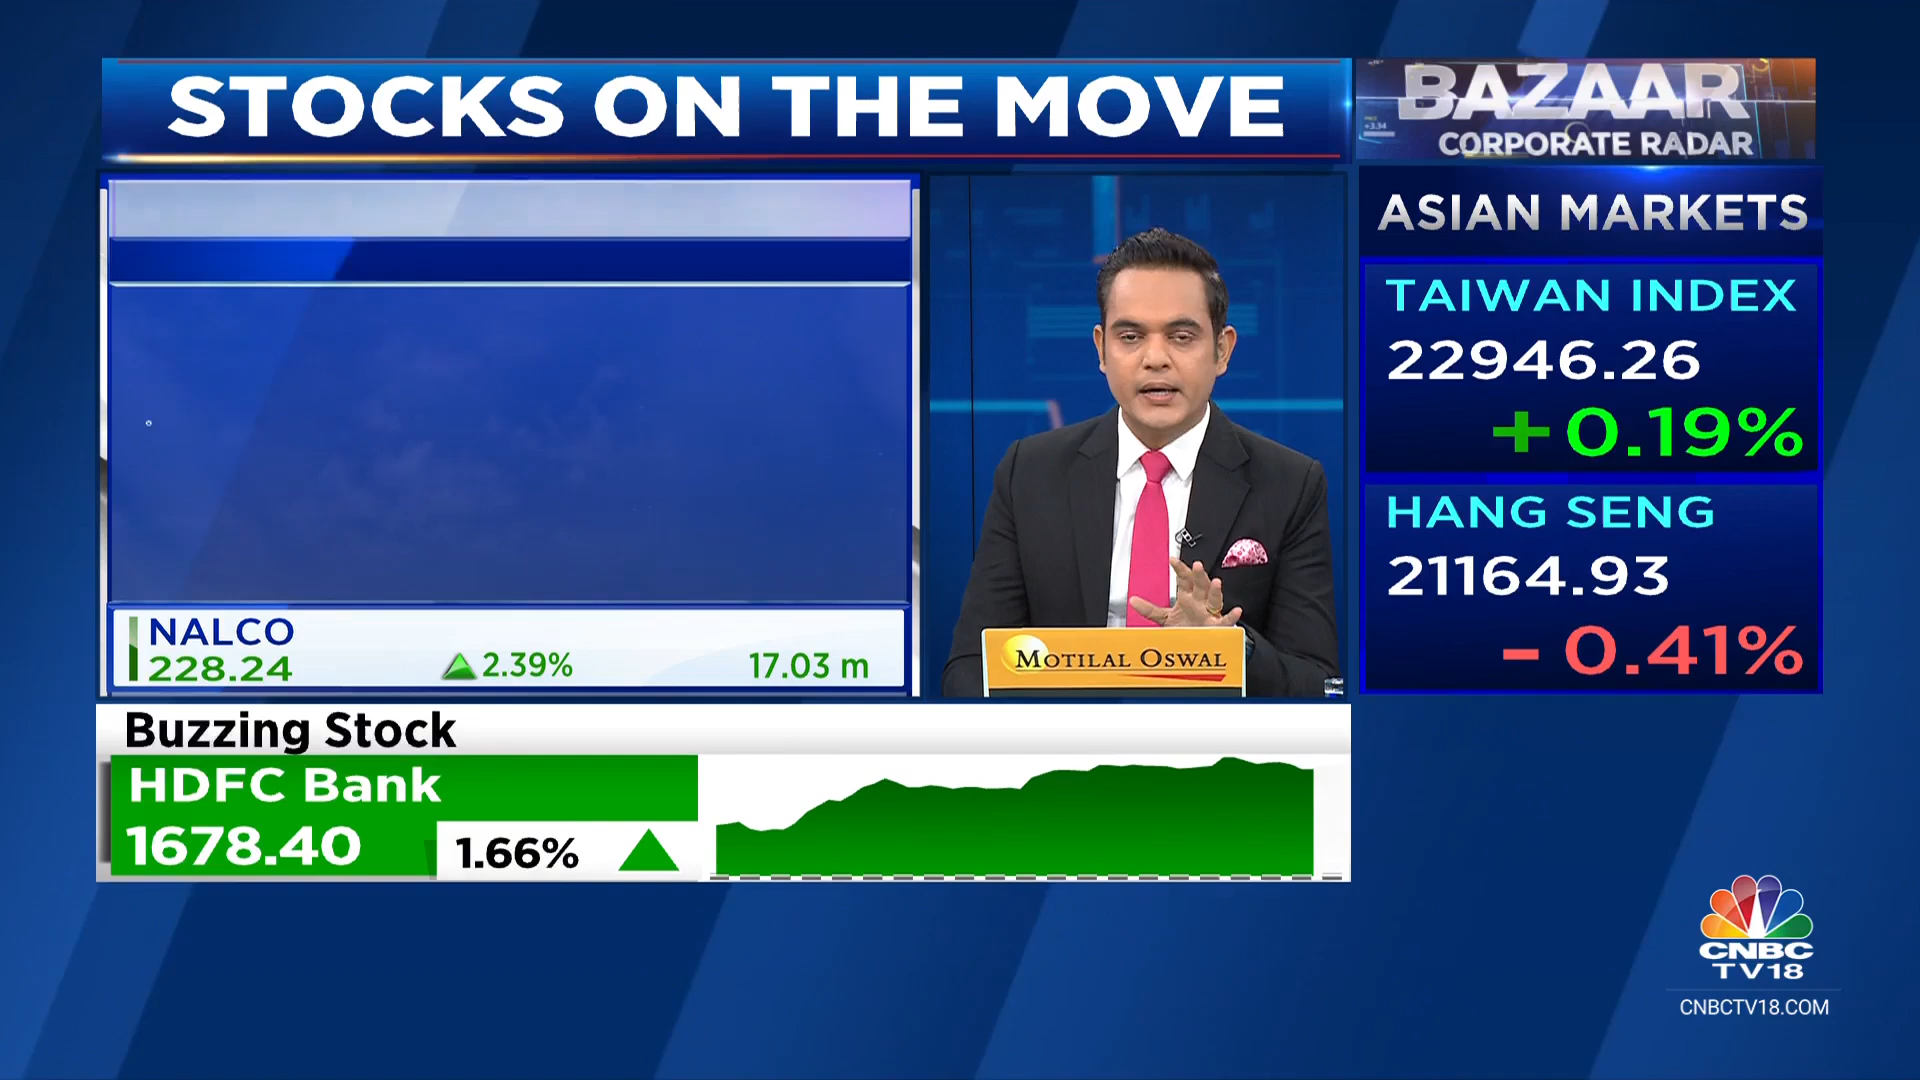 STOCKS ON THE MOVE
BAZAAR
CORPORATE RADAR
+3.34
ASIAN MARKETS
TAIWAN INDEX
22946.26
+0.19%
HANG SENG
21164.93
- 0.41%
NALCO
228.24
2.39%
17.03 m
MOTILAL OSWAL
Buzzing Stock
HDFC Bank
1678.40
1.66%
CNBC
TV18
CNBCTV18.COM